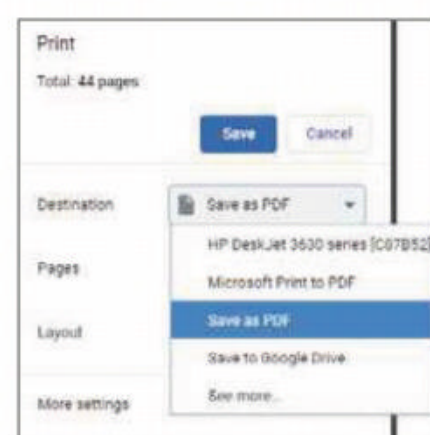 Print
Total: 44 pages
Save Cancel
Destination Save as PDF
HP DeskJet 3630 series [C87B52]
Pages
Microsoft Print to PDF
Save as PDF
Layout
Save to Google Drive
See more...
More settings